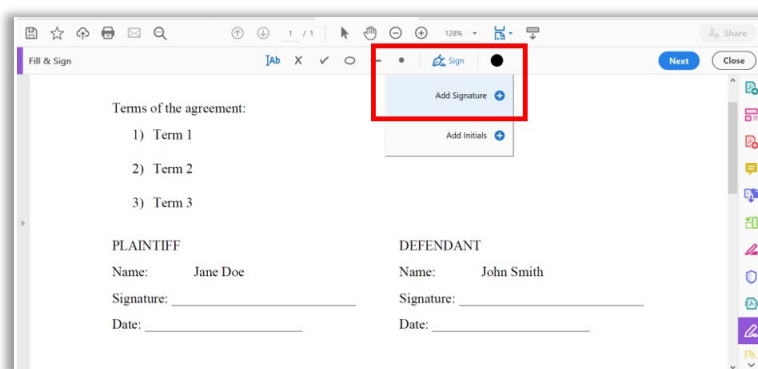 1 / 1 128% Share
Fill & Sign IAb Sign Next Close
Add Signature
Terms of the agreement:
1) Term 1 Add Initials
2) Term 2
3) Term 3
PLAINTIFF DEFENDANT
Name: Jane Doe Name: John Smith
Signature: Signature:
Date: Date: